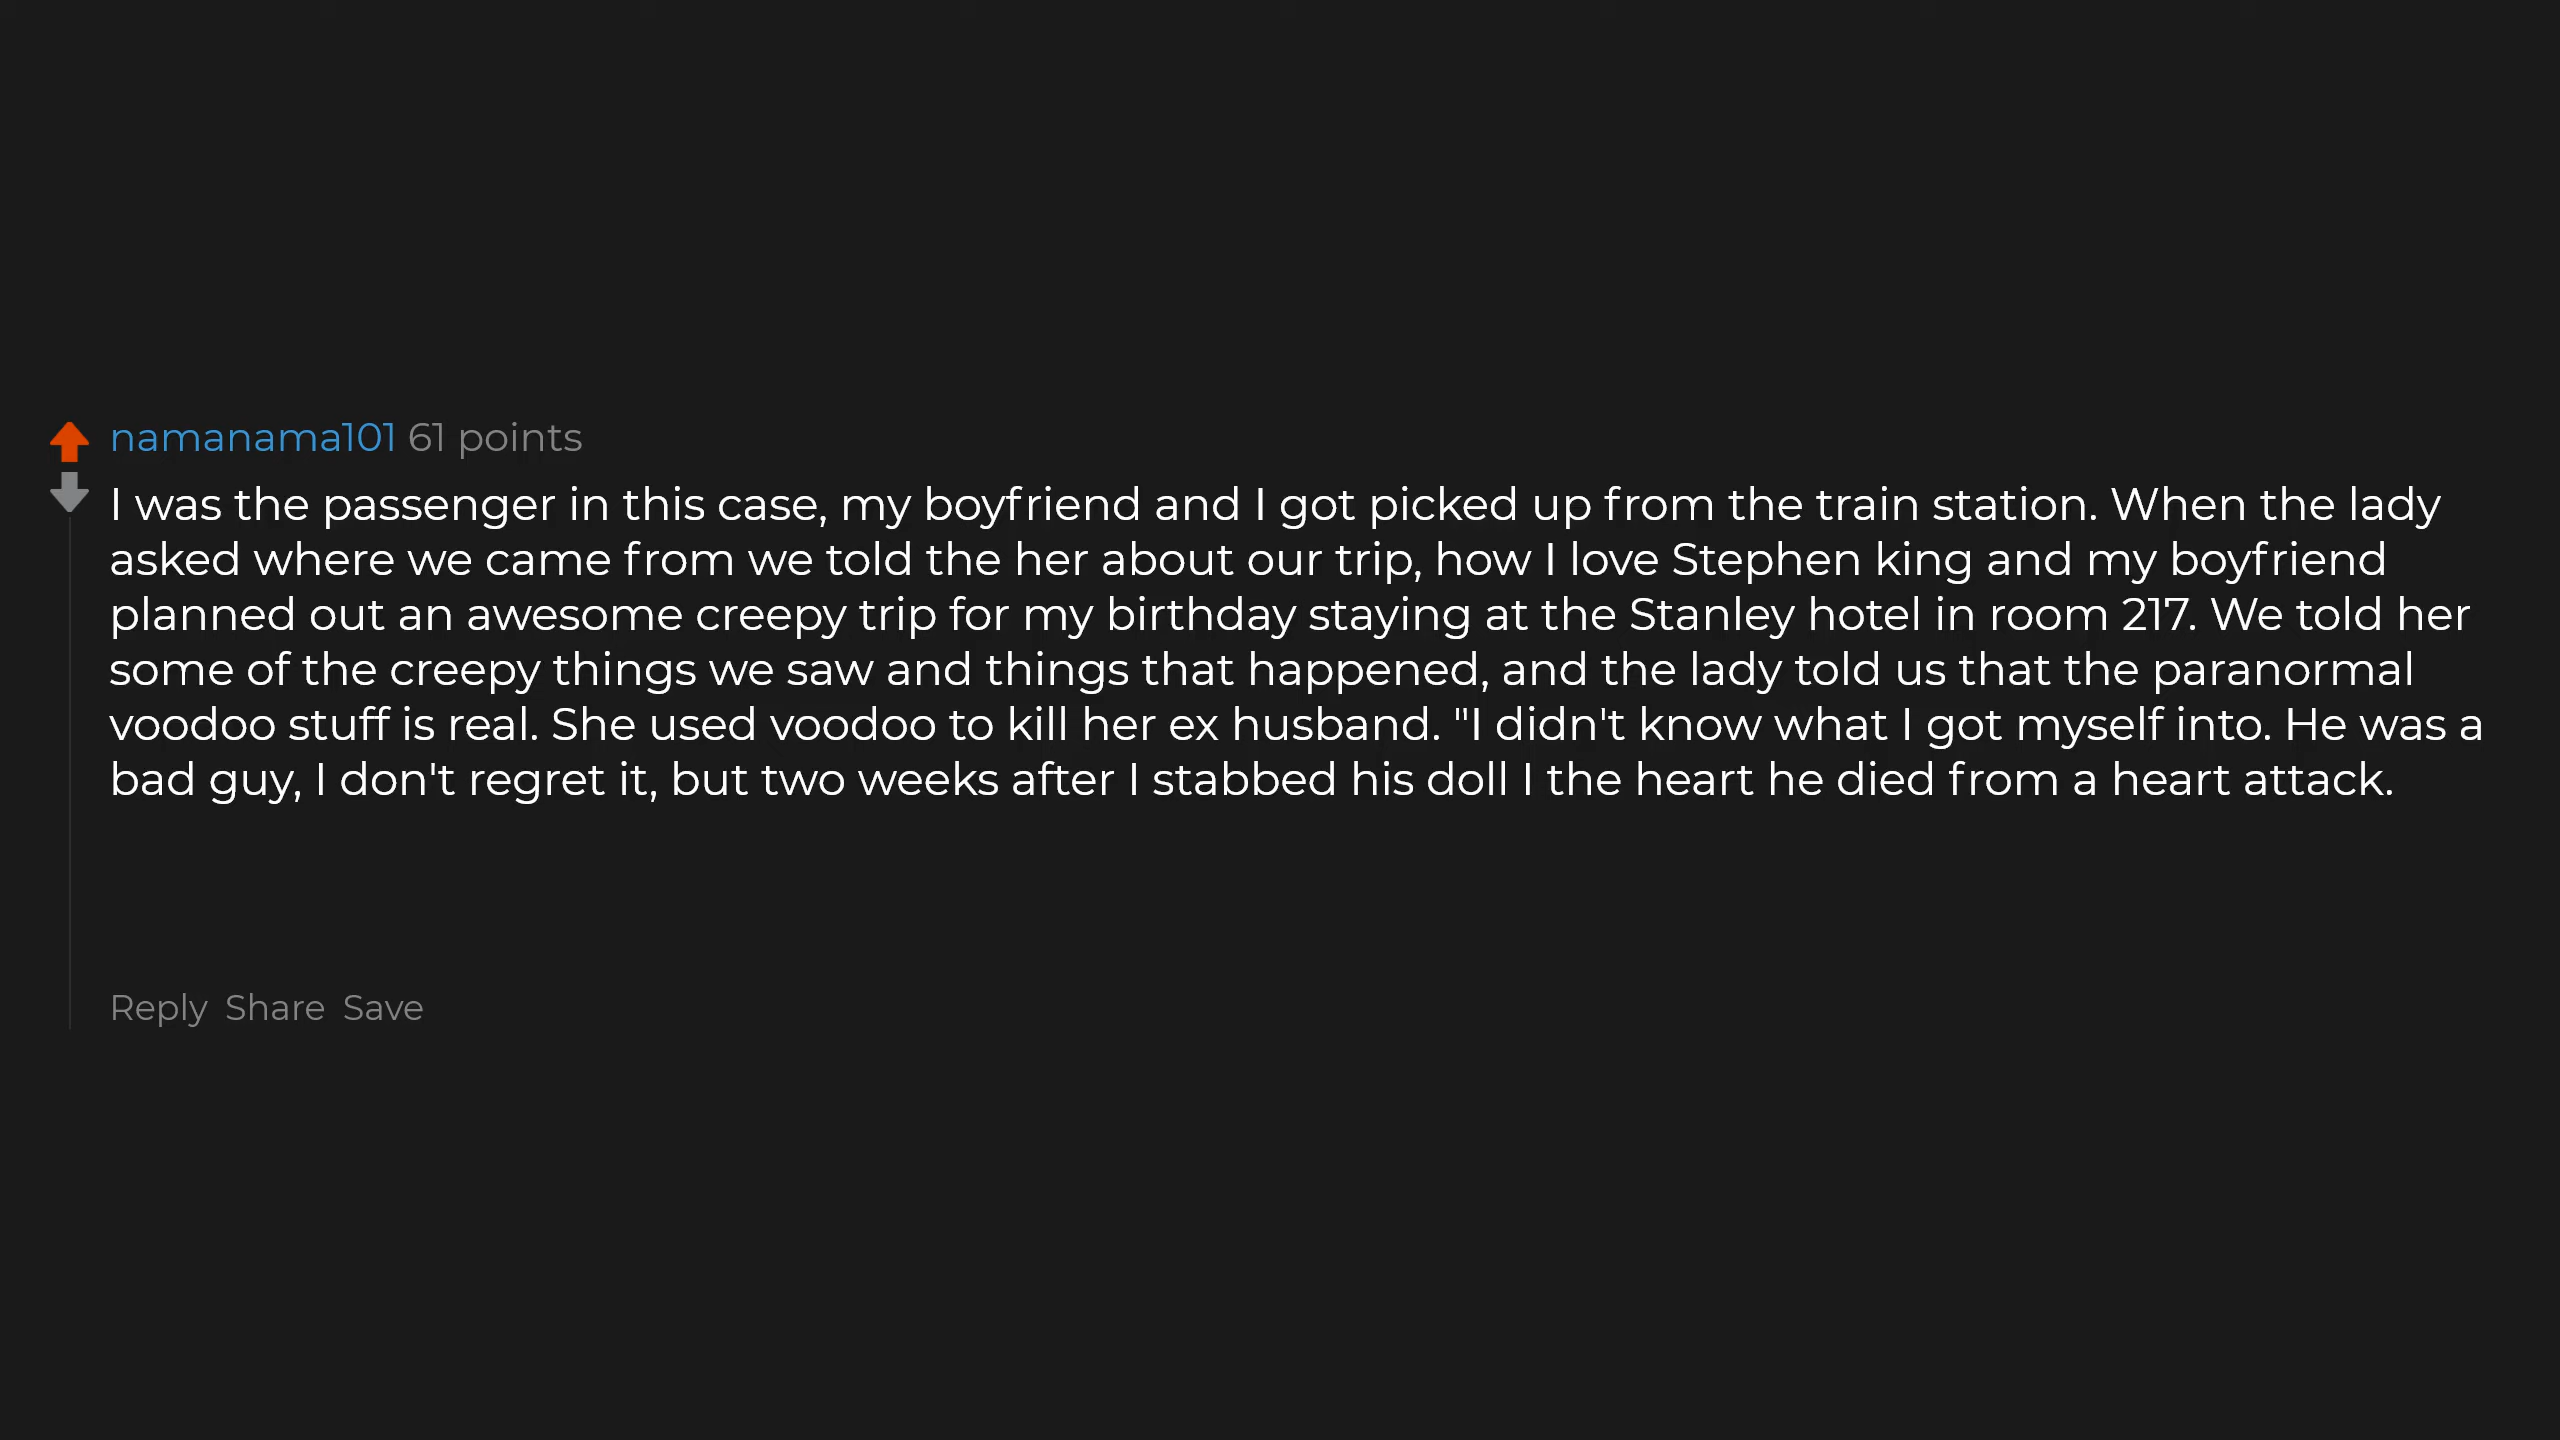 namanama101 61 points
I was the passenger in this case, my boyfriend and I got picked up from the train station. When the lady
asked where we came from we told the her about our trip, how I love Stephen king and my boyfriend
planned out an awesome creepy trip for my birthday staying at the Stanley hotel in room 217. We told her
some of the creepy things we saw and things that happened, and the lady told us that the paranormal
voodoo stuff is real. She used voodoo to kill her ex husband. "I didn't know what I got myself into. He was a
bad guy, I don't regret it, but two weeks after I stabbed his doll I the heart he died from a heart attack.
Reply Share Save